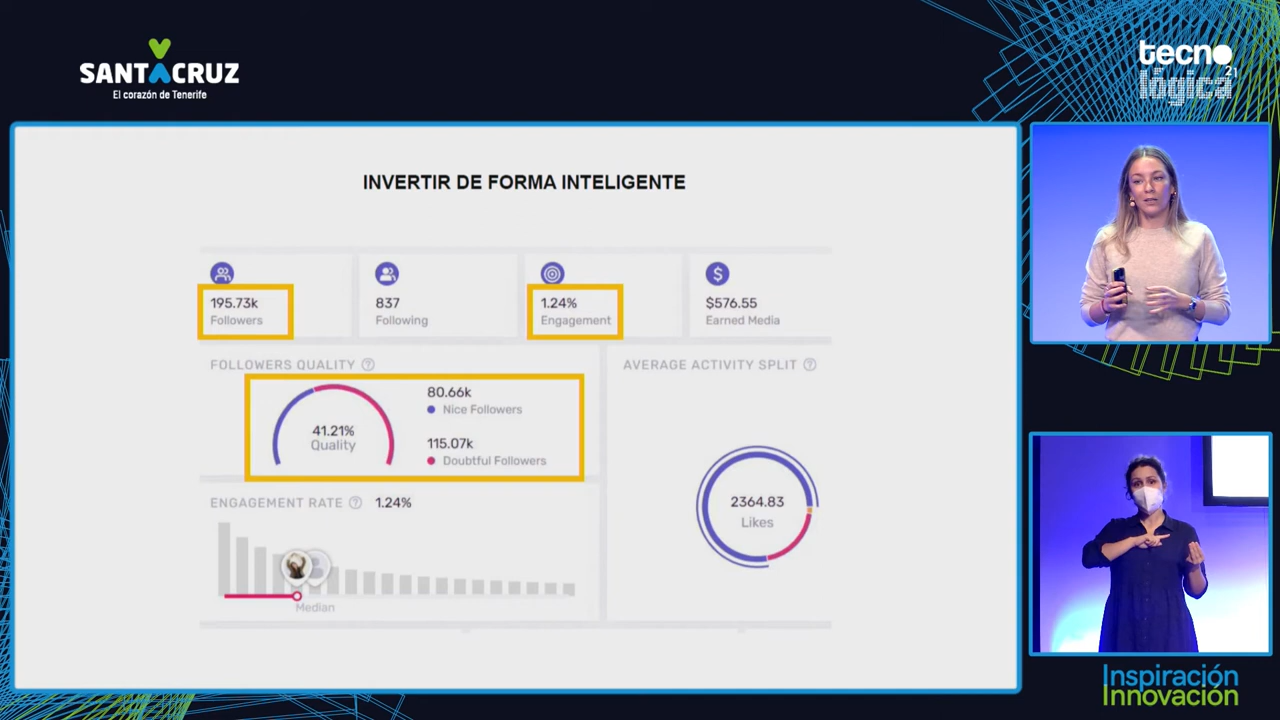 SANTACRUZ
El corazón de Tenerife
tecno
lógica
21
INVERTIR DE FORMA INTELIGENTE
195.73k
Followers
837
Following
1.24%
Engagement
$
$576.55
Earned Media
FOLLOWERS QUALITY ?
41.21%
Quality
80.66k
Nice Followers
115.07k
Doubtful Followers
AVERAGE ACTIVITY SPLIT ?
2364.83
Likes
ENGAGEMENT RATE ? 1.24%
Median
Inspiración
Innovación